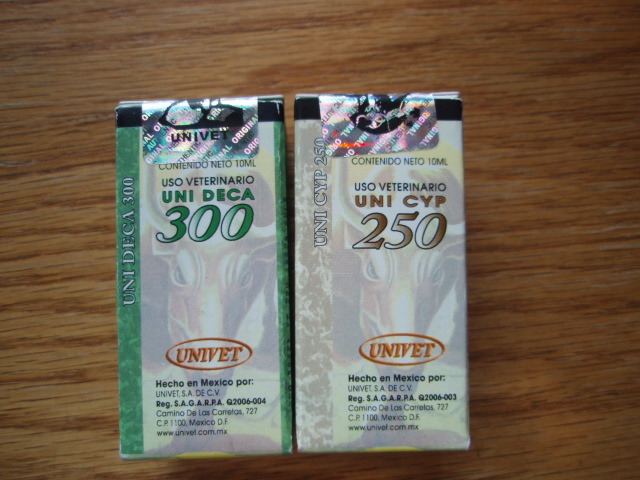 UNIVET
ORIGINAL
CONTENIDO NETO 10ML
USO VETERINARIO
UNI DECA
300
UNI DECA 300
UNIVET
Hecho en Mexico por:
UNIVET, S.A. DE C.V.
Reg. S.A.G.A.R.P.A. Q2006-004
Camino De Las Carretas, 727
C.P. 1100, Mexico D.F.
www.univet.com.mx
CONTENIDO NETO 10ML
USO VETERINARIO
UNI CYP
250
UNI CYP 250
UNIVET
Hecho en Mexico por:
UNIVET, S.A. DE C.V.
Reg. S.A.G.A.R.P.A. Q2006-003
Camino De Las Carretas, 727
C.P. 1100, Mexico D.F.
www.univet.com.mx